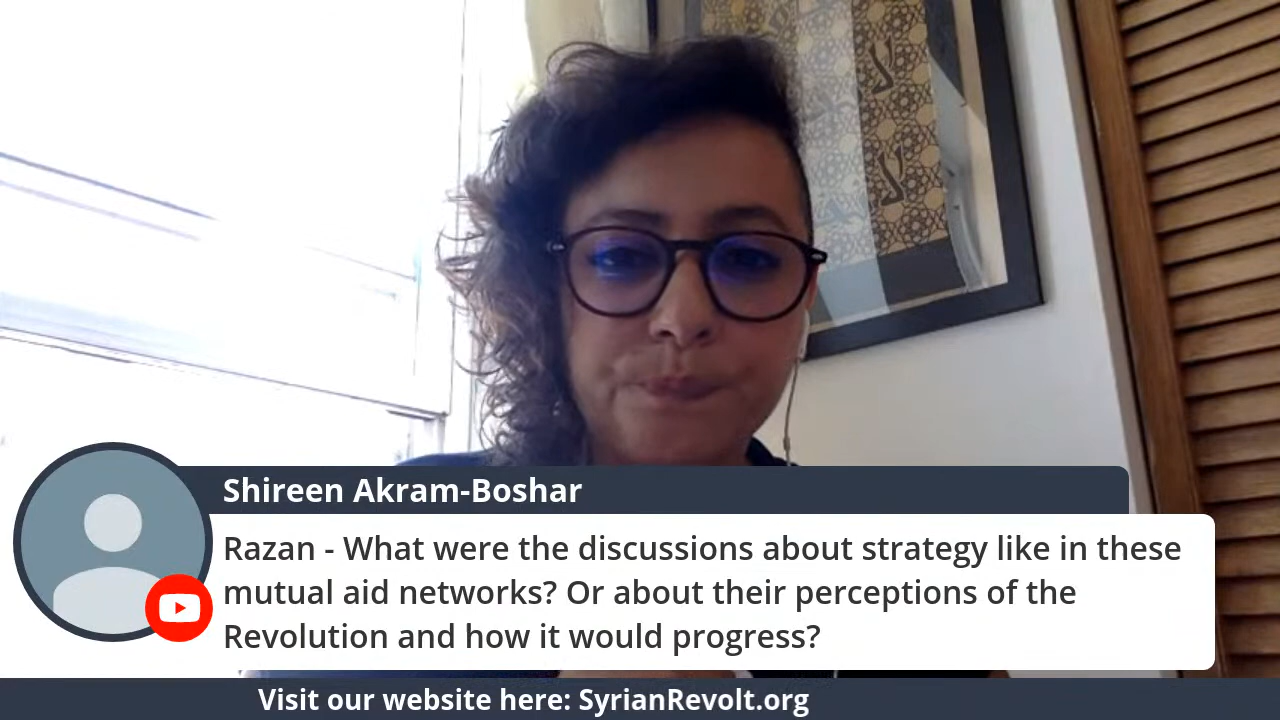 Shireen Akram-Boshar
Razan - What were the discussions about strategy like in these
mutual aid networks? Or about their perceptions of the
Revolution and how it would progress?
Visit our website here: SyrianRevolt.org